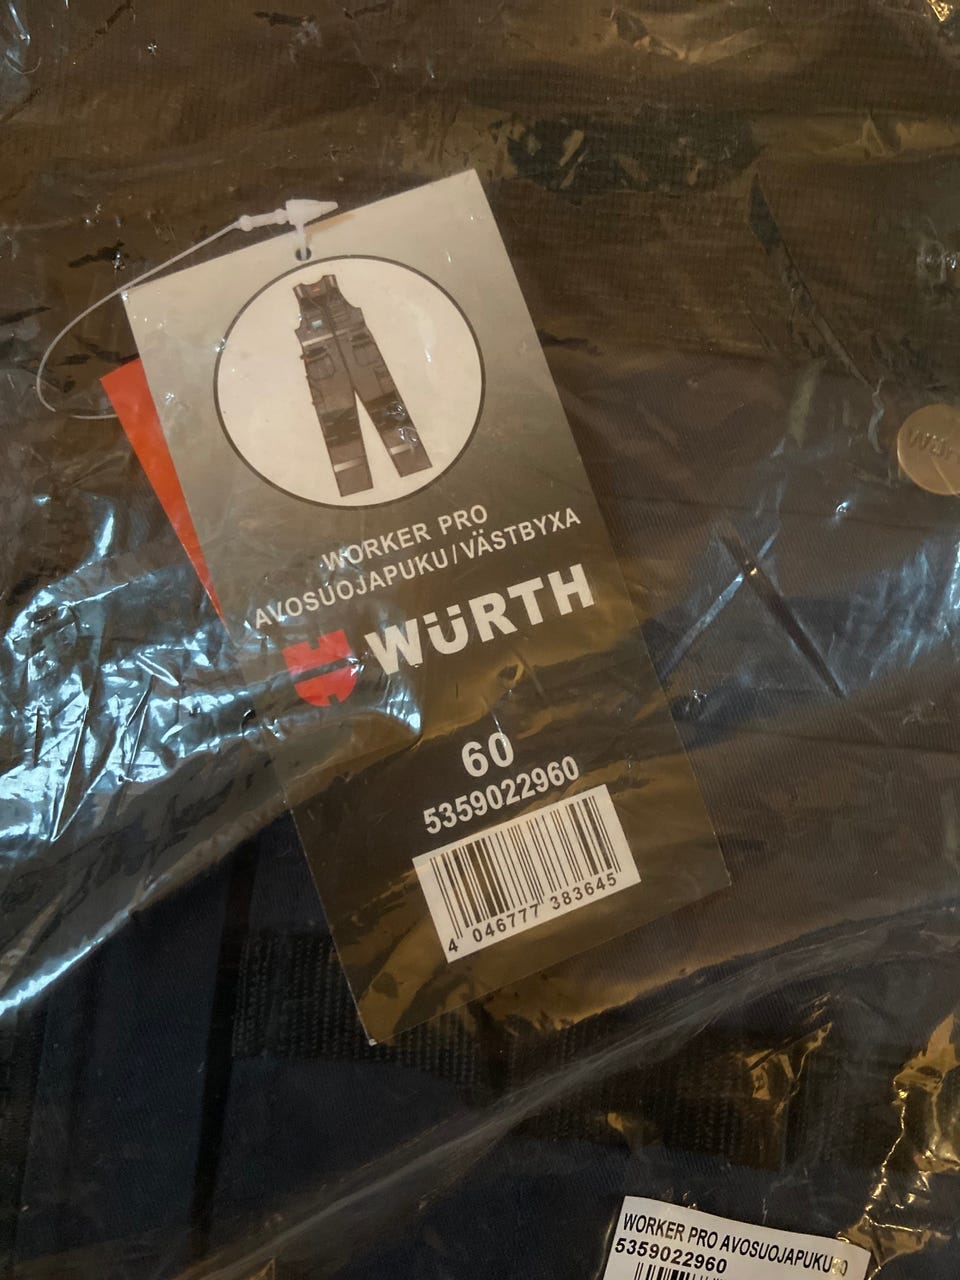 WORKER PRO
AVOSUOJAPUKU/VÄSTBYXA
WÜRTH
60
5359022960
4 046777 383645
WORKER PRO AVOSUOJAPUKU
5359022960